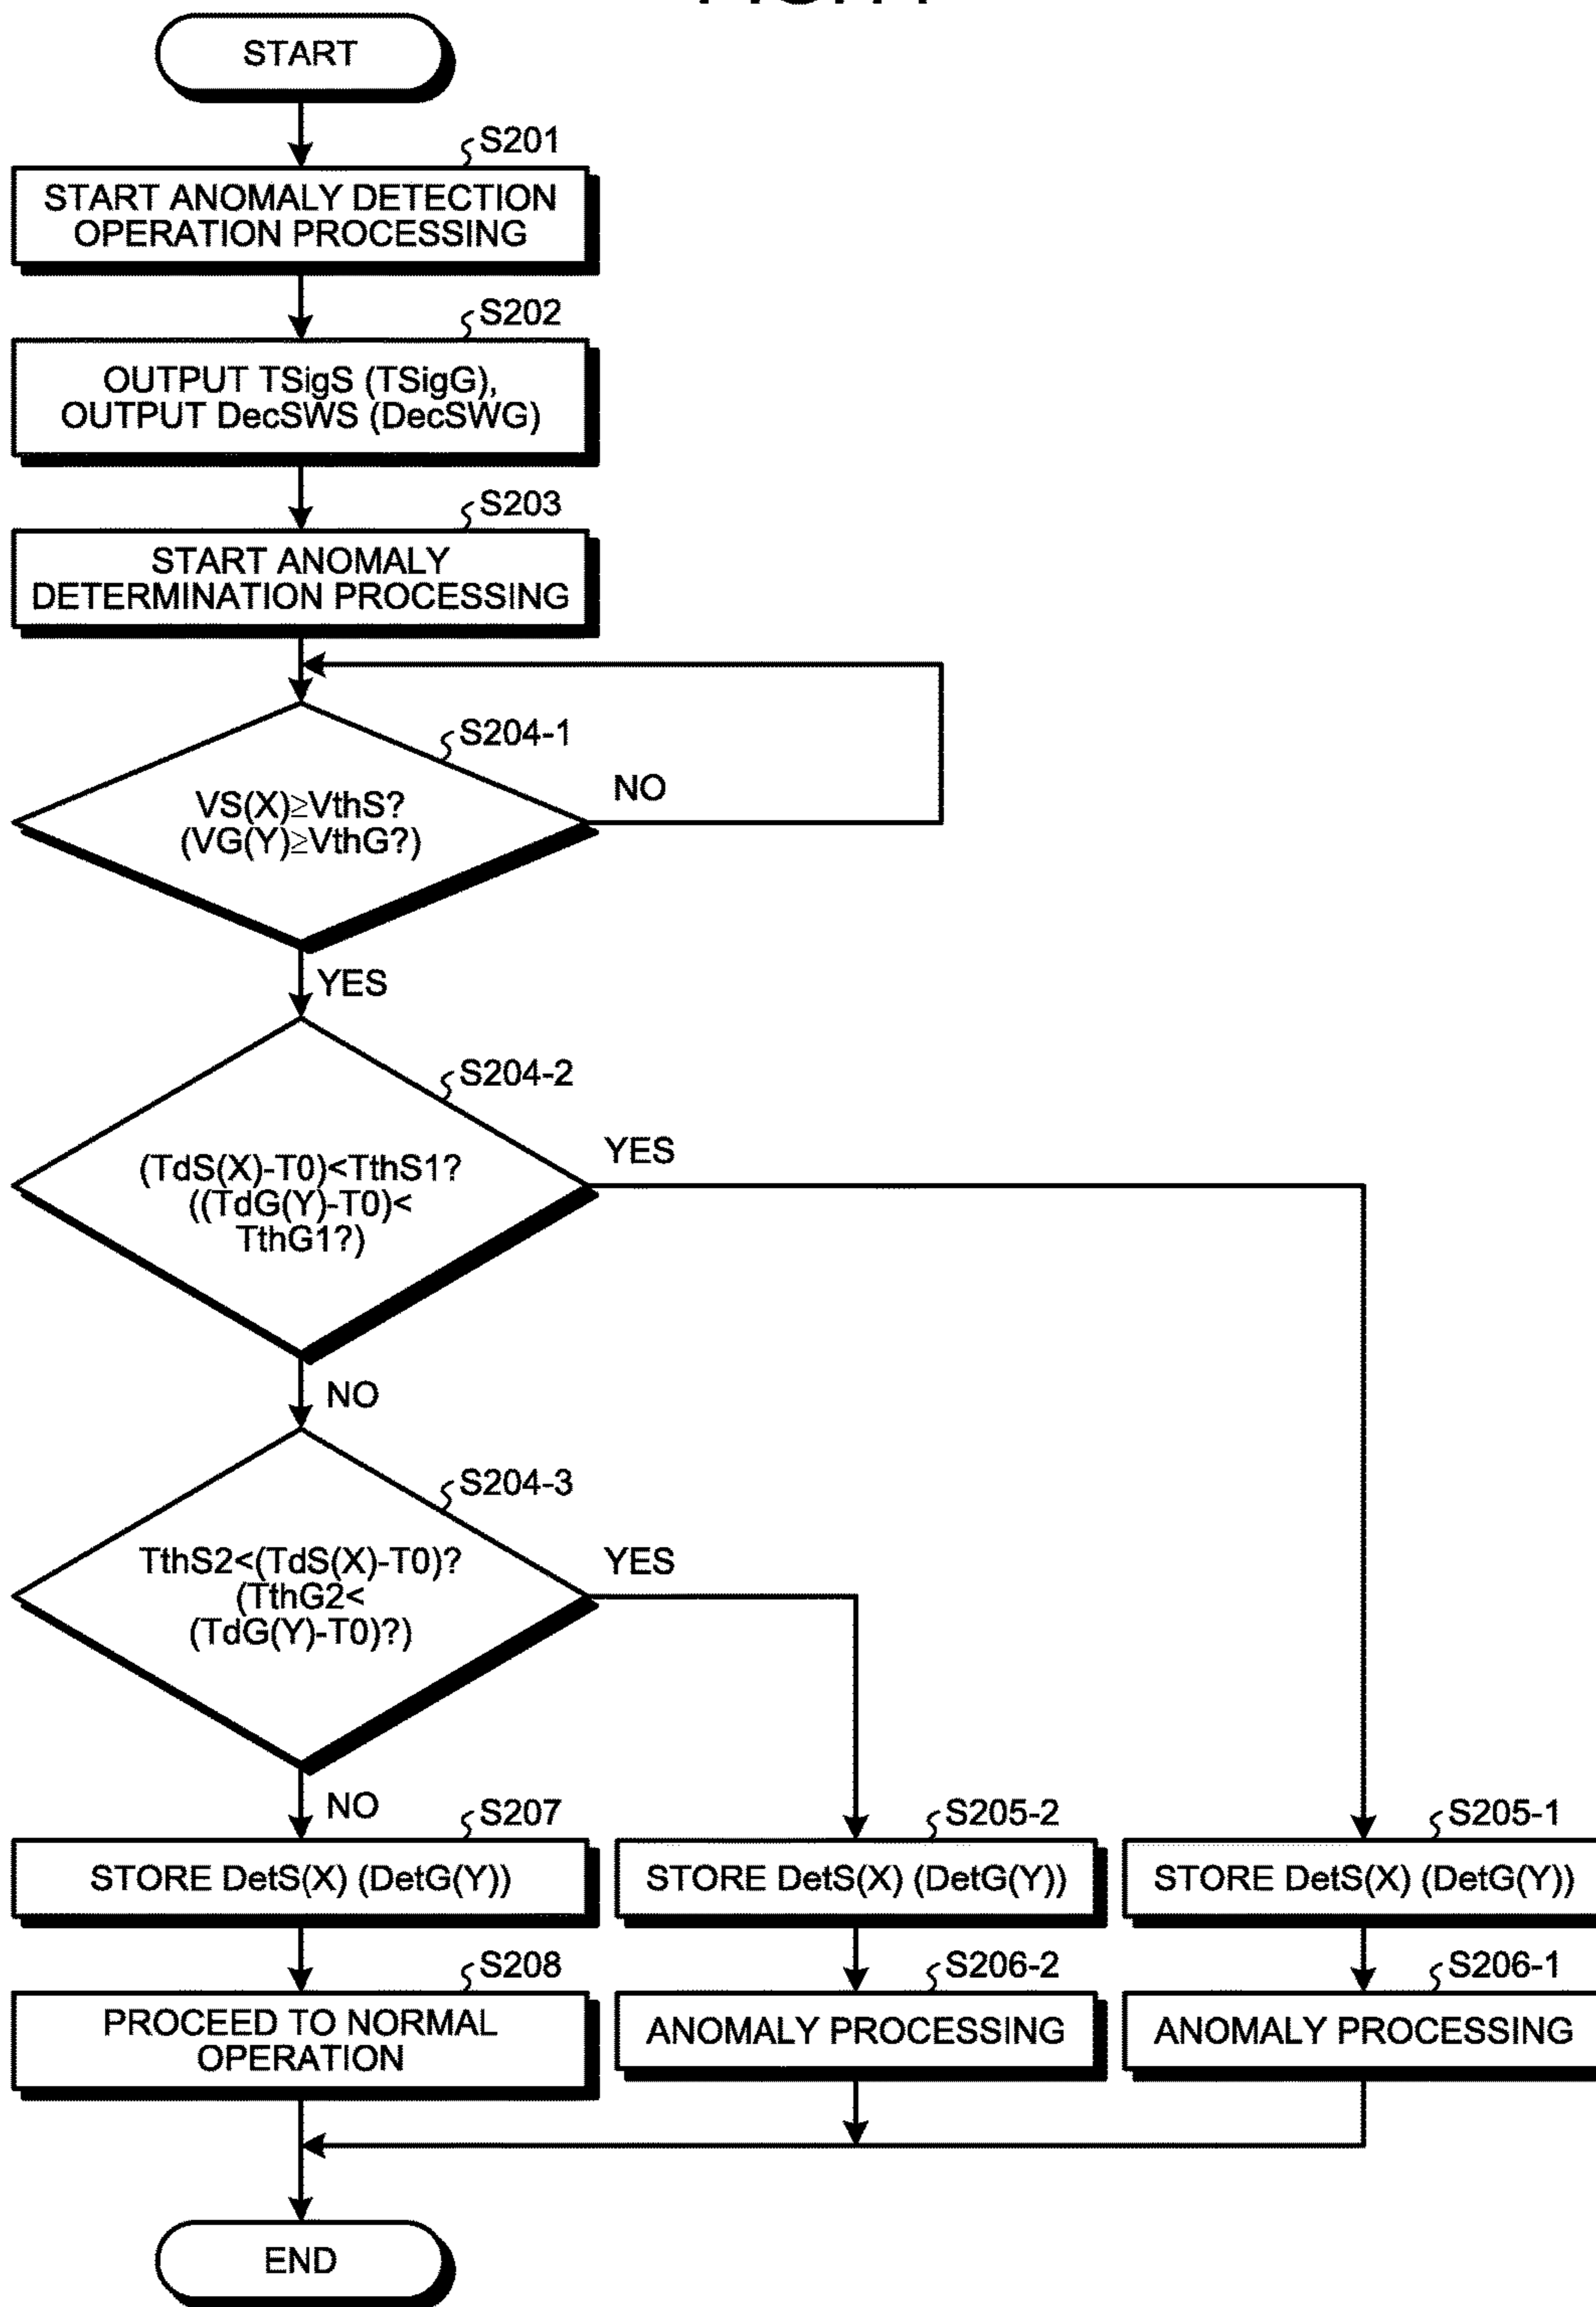 START
S201
START ANOMALY DETECTION
OPERATION PROCESSING
S202
OUTPUT TSigS (TSigG),
OUTPUT DecSWS (DecSWG)
S203
START ANOMALY
DETERMINATION PROCESSING
S204-1
VS(X)≥VthS?
(VG(Y)≥VthG?)
NO
YES
S204-2
(TdS(X)-T0)<TthS1?
((TdG(Y)-T0)<
TthG1?)
YES
NO
S204-3
TthS2<(TdS(X)-T0)?
(TthG2<
(TdG(Y)-T0)?)
YES
NO
S207
STORE DetS(X) (DetG(Y))
S205-2
STORE DetS(X) (DetG(Y))
S205-1
STORE DetS(X) (DetG(Y))
S208
PROCEED TO NORMAL
OPERATION
S206-2
ANOMALY PROCESSING
S206-1
ANOMALY PROCESSING
END